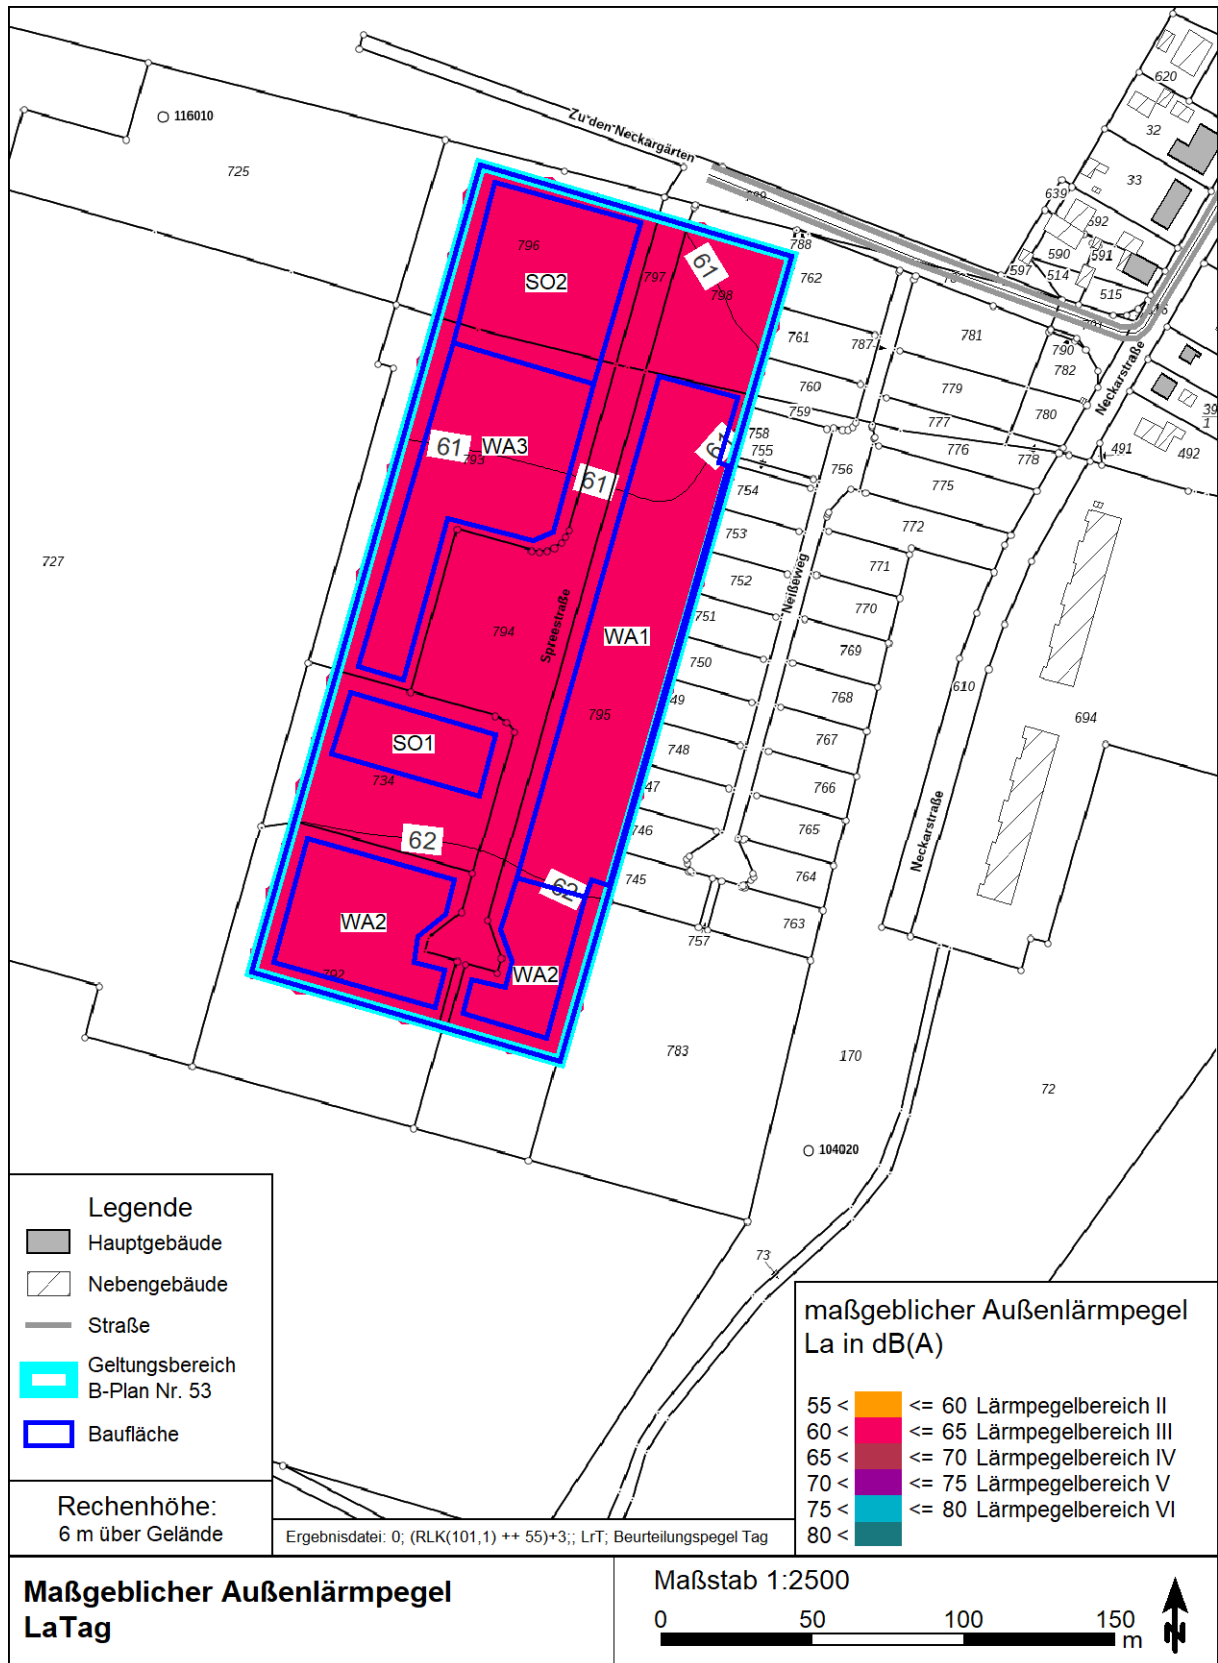 116010
725
Zu den Neckargärten
620
32
33
639
592
590
591
597
514
515
788
762
796
SO2
797
61
798
761
787
781
790
782
760
779
759
780
777
758
755
776
778
491
492
Neckarstraße
WA3
793
61
61
61
754
756
775
753
772
727
752
771
Neißeweg
770
751
794
Spreestraße
WA1
769
750
768
610
49
767
694
795
SO1
748
734
47
766
746
765
62
745
764
Neckarstraße
62
WA2
763
757
792
WA2
783
170
72
104020
73
Legende
Hauptgebäude
Nebengebäude
Straße
Geltungsbereich
B-Plan Nr. 53
Baufläche
Rechenhöhe:
6 m über Gelände
Ergebnisdatei: 0; (RLK(101,1) ++ 55)+3;; LrT; Beurteilungspegel Tag
maßgeblicher Außenlärmpegel
La in dB(A)
55 < <= 60 Lärmpegelbereich II
60 < <= 65 Lärmpegelbereich III
65 < <= 70 Lärmpegelbereich IV
70 < <= 75 Lärmpegelbereich V
75 < <= 80 Lärmpegelbereich VI
80 <
Maßgeblicher Außenlärmpegel
LaTag
Maßstab 1:2500
0 50 100 150
m
N